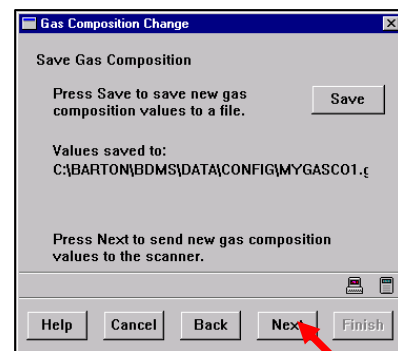 Gas Composition Change
Save Gas Composition
Press Save to save new gas
composition values to a file.
Save
Values saved to:
C:\BARTON\BDMS\DATA\CONFIG\MYGASCO1.g
Press Next to send new gas composition
values to the scanner.
Help Cancel Back Next Finish